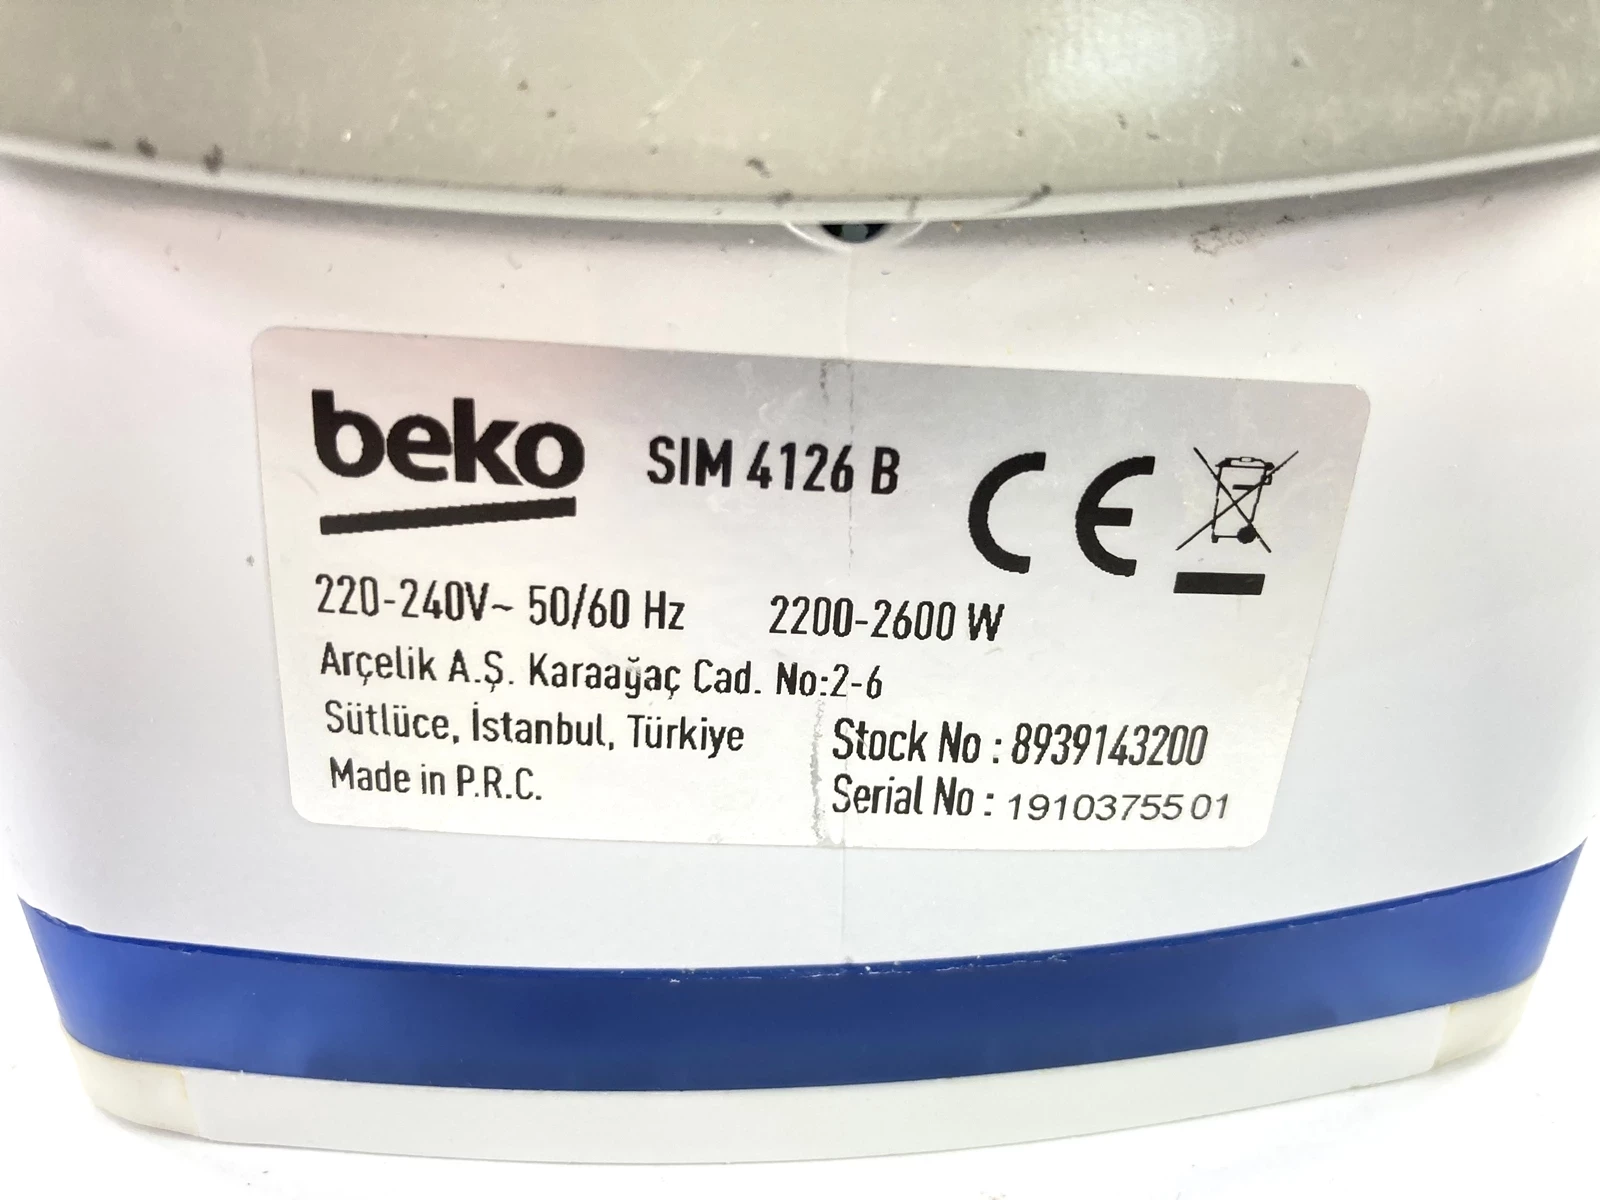 beko SIM 4126 B CE
220-240V~ 50/60 Hz 2200-2600 W
Arçelik A.Ş. Karaağaç Cad. No:2-6
Sütlüce, İstanbul, Türkiye
Made in P.R.C.
Stock No : 8939143200
Serial No : 1910375501